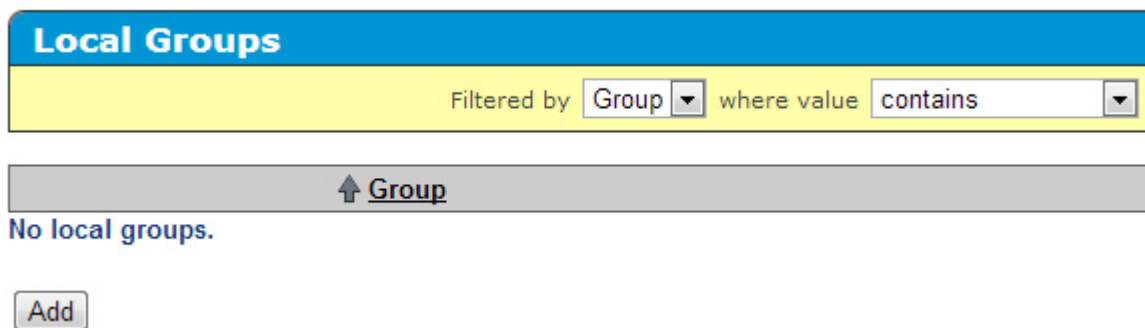 Local Groups
Filtered by Group where value contains
Group
No local groups.
Add